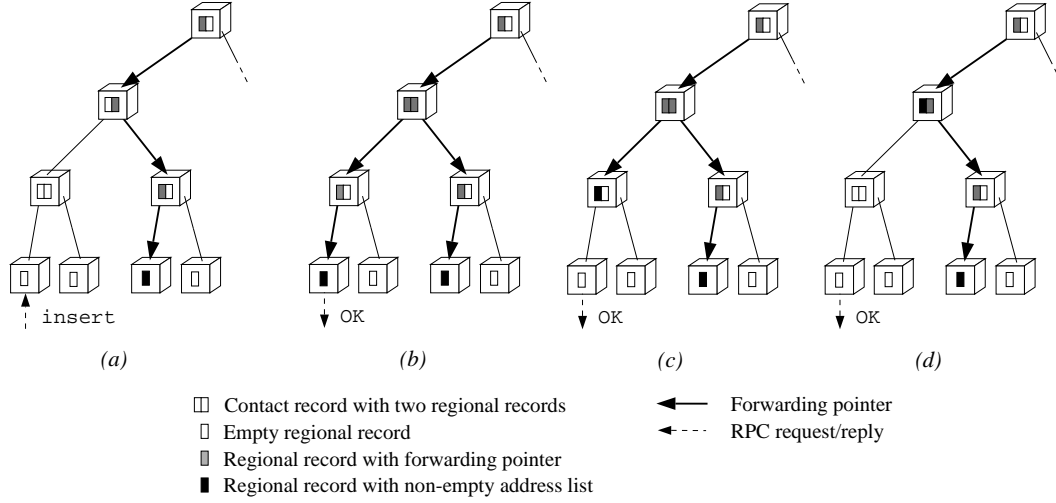 insert
OK
OK
OK
(a)
(b)
(c)
(d)
Contact record with two regional records
Empty regional record
Regional record with forwarding pointer
Regional record with non-empty address list
Forwarding pointer
RPC request/reply